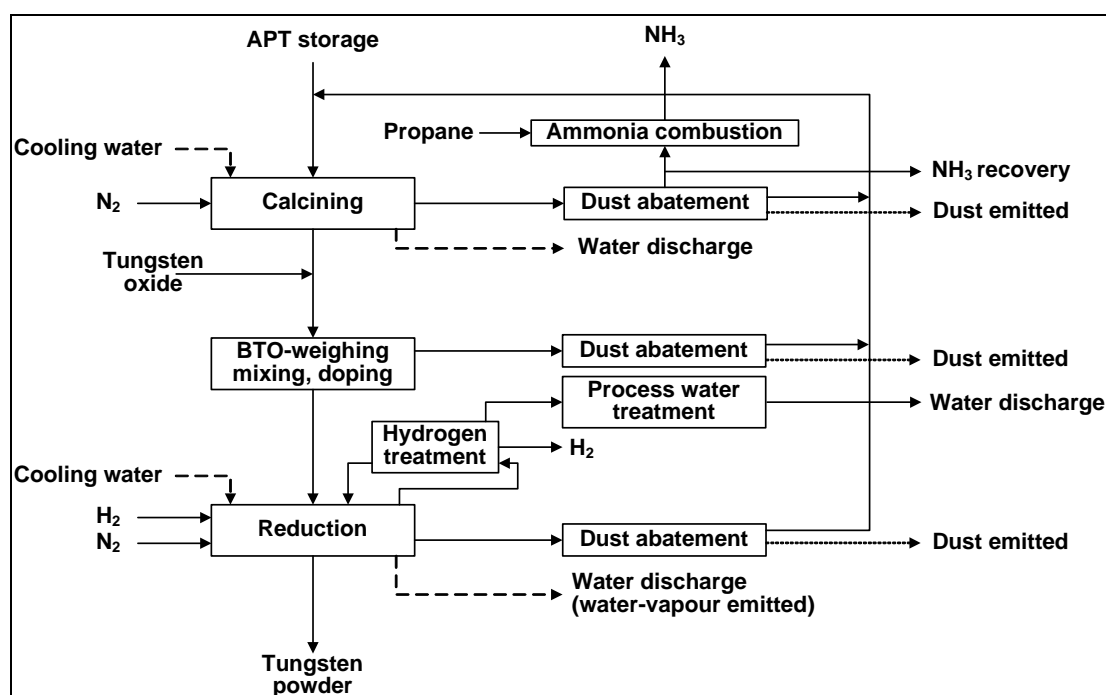 APT storage
NH3
Propane
Ammonia combustion
Cooling water
NH3 recovery
N2
Calcining
Dust abatement
Dust emitted
Water discharge
Tungsten
oxide
BTO-weighing
mixing, doping
Dust abatement
Dust emitted
Process water
treatment
Water discharge
Hydrogen
treatment
H2
Cooling water
H2
N2
Reduction
Dust abatement
Dust emitted
Water discharge
(water-vapour emitted)
Tungsten
powder